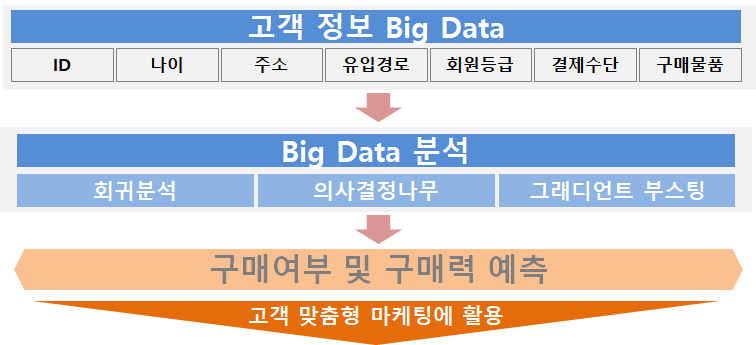 고객 정보 Big Data
ID 나이 주소 유입경로 회원등급 결제수단 구매물품
Big Data 분석
회귀분석 의사결정나무 그래디언트 부스팅
구매여부 및 구매력 예측
고객 맞춤형 마케팅에 활용